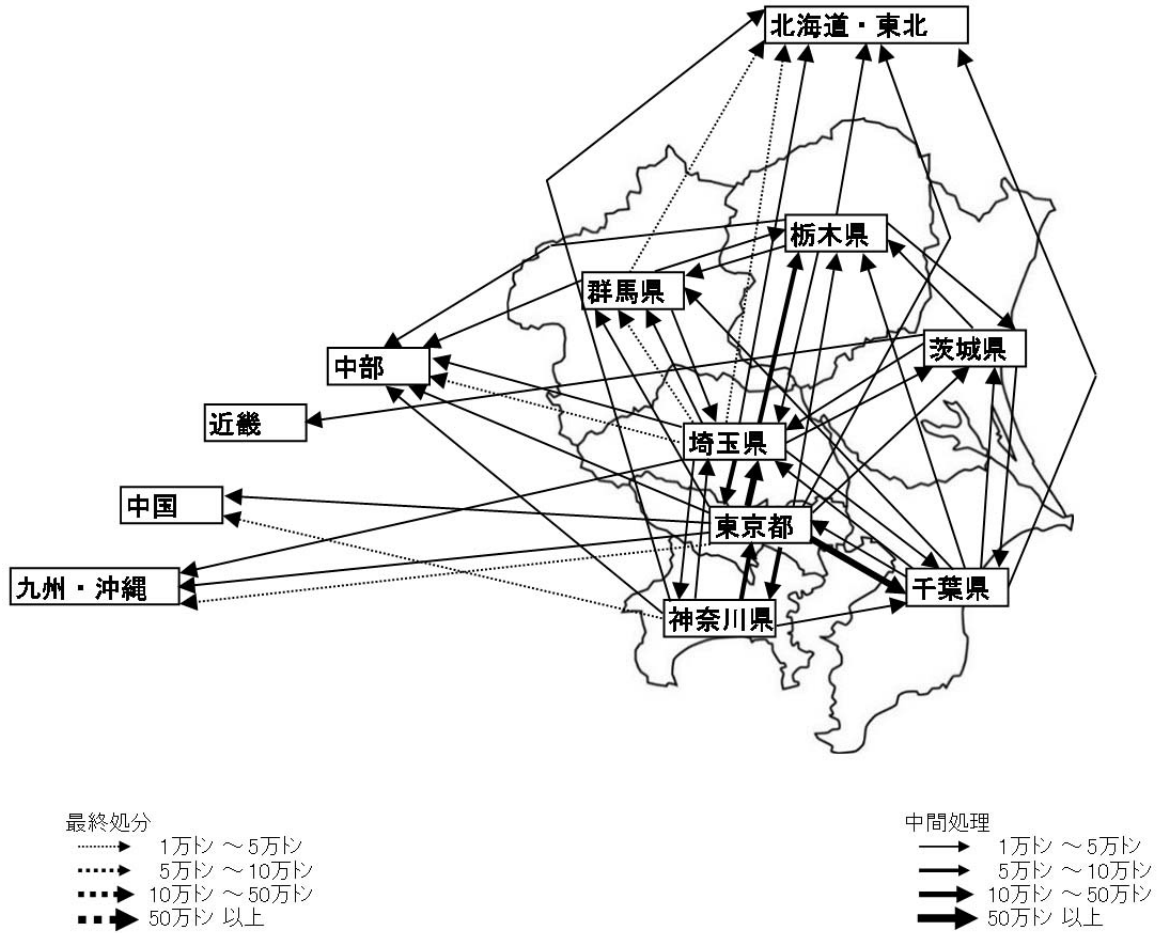 北海道・東北
栃木県
群馬県
茨城県
中部
近畿
埼玉県
中国
東京都
九州・沖縄
千葉県
神奈川県
最終処分
1万トン ～5万トン
5万トン ～10万トン
10万トン ～50万トン
50万トン 以上
中間処理
1万トン ～5万トン
5万トン ～10万トン
10万トン ～50万トン
50万トン 以上